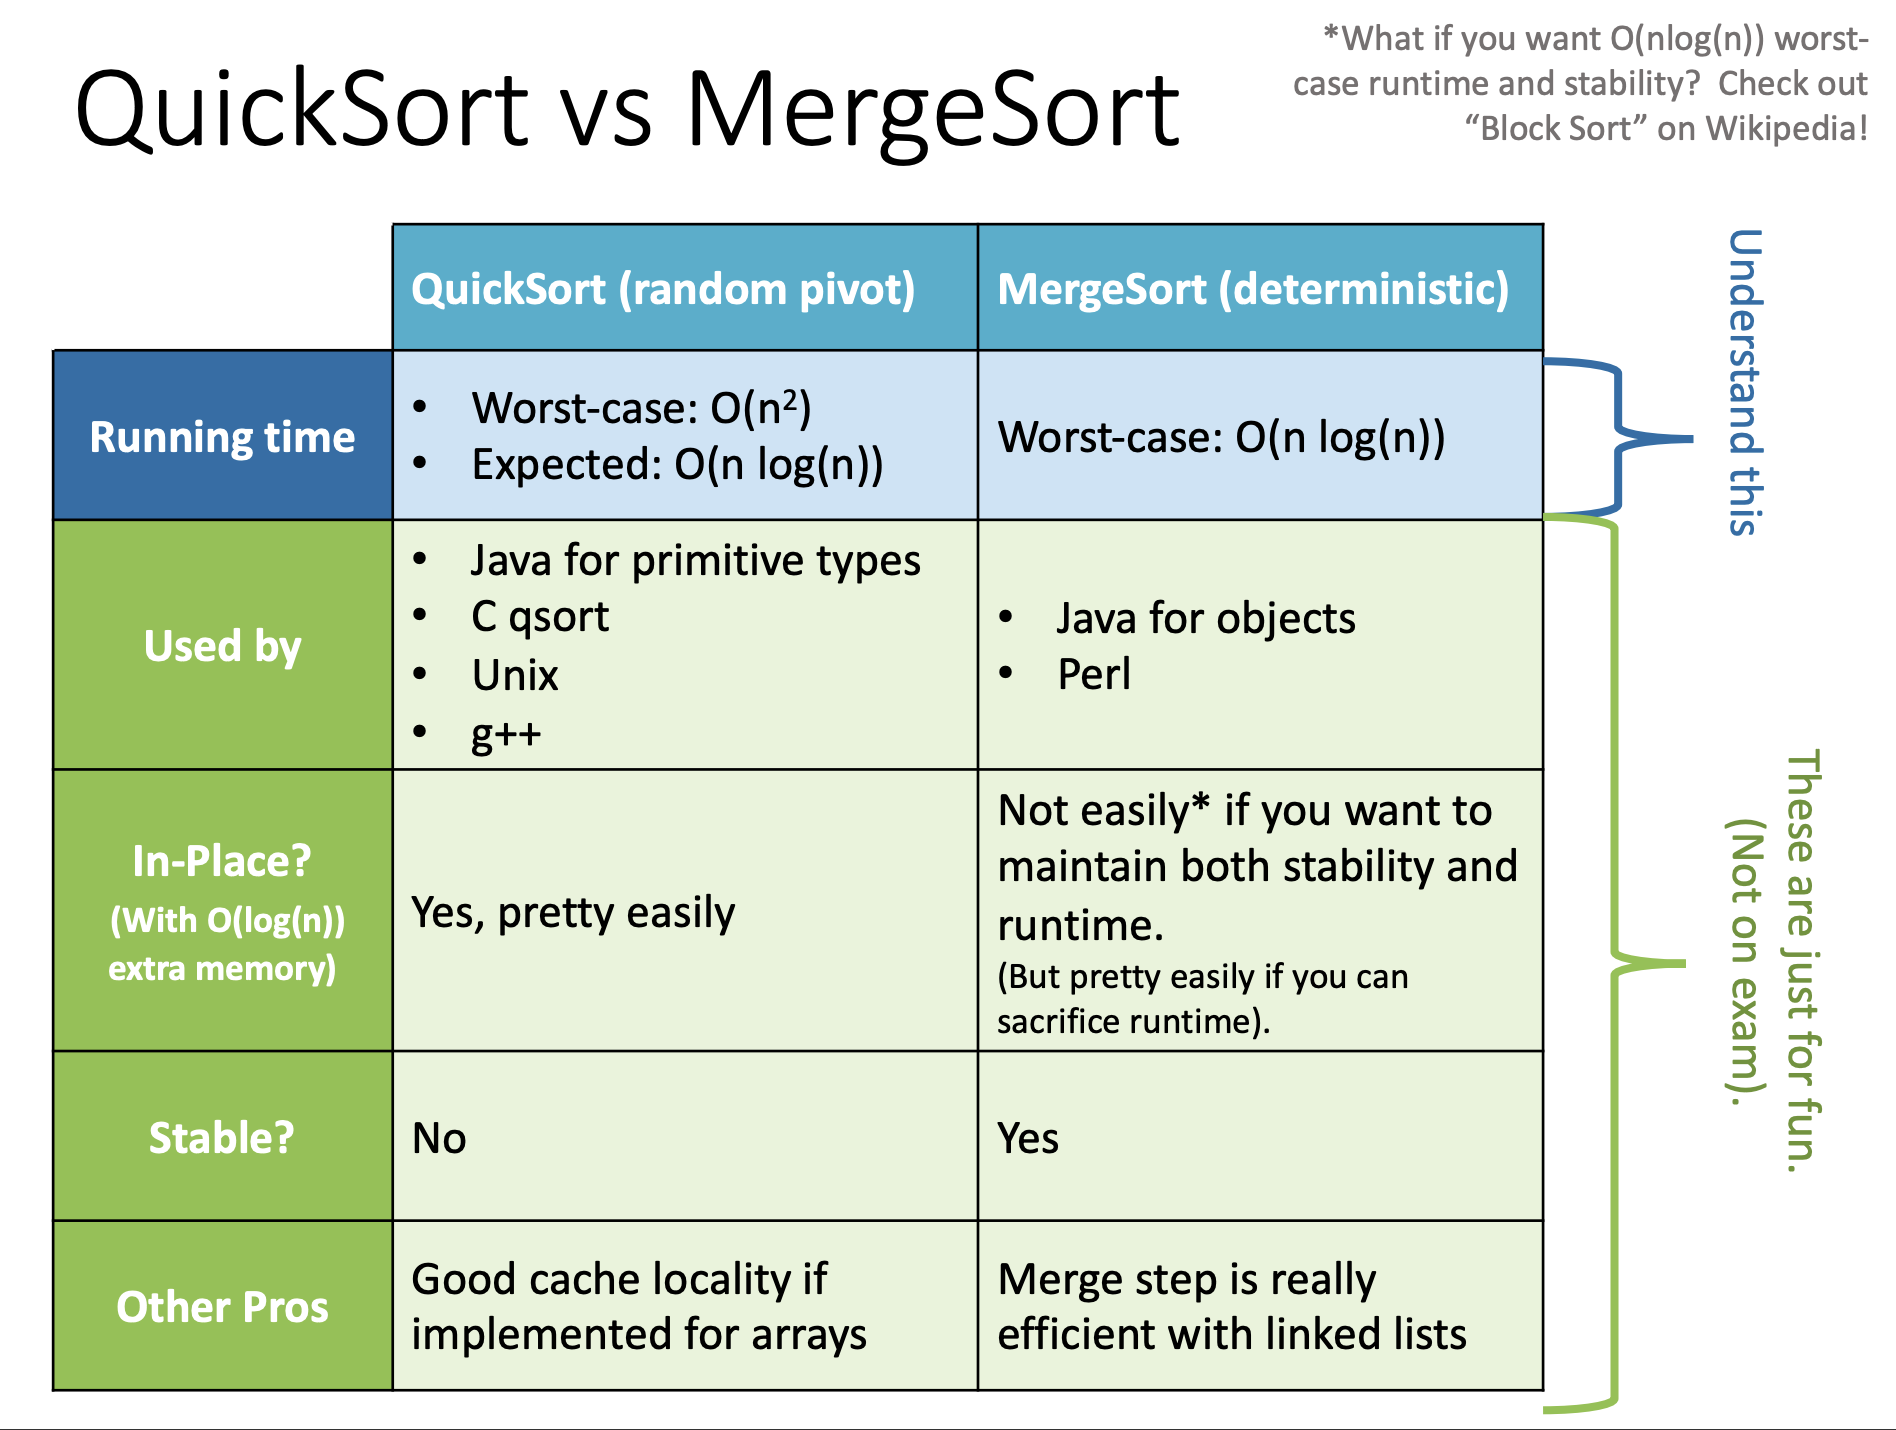 *What if you want O(nlog(n)) worst-
case runtime and stability?  Check out
“Block Sort” on Wikipedia!
QuickSort vs MergeSort
QuickSort (random pivot)
MergeSort (deterministic)
Running time
• Worst-case: O(n²)
• Expected: O(n log(n))
Worst-case: O(n log(n))
Used by
• Java for primitive types
• C qsort
• Unix
• g++
• Java for objects
• Perl
In-Place?
(With O(log(n))
extra memory)
Yes, pretty easily
Not easily* if you want to
maintain both stability and
runtime.
(But pretty easily if you can
sacrifice runtime).
Stable?
No
Yes
Other Pros
Good cache locality if
implemented for arrays
Merge step is really
efficient with linked lists
Understand this
These are just for fun.
(Not on exam).